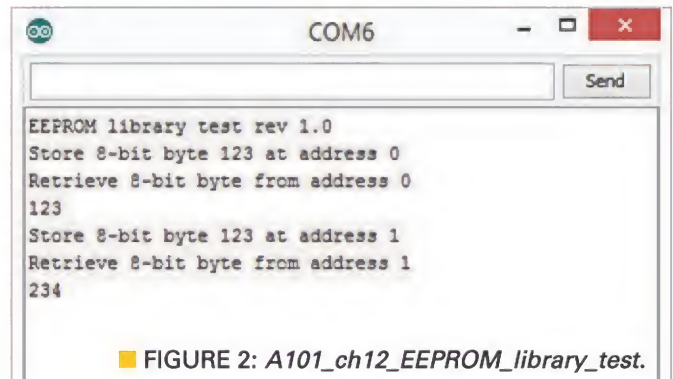 COM6
Send
EEPROM library test rev 1.0
Store 8-bit byte 123 at address 0
Retrieve 8-bit byte from address 0
123
Store 8-bit byte 123 at address 1
Retrieve 8-bit byte from address 1
234
FIGURE 2: A101_ch12_EEPROM_library_test.